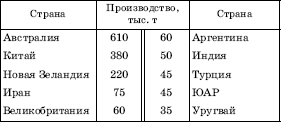 Страна Производство, тыс. т Страна
Австралия 610 60 Аргентина
Китай 380 50 Индия
Новая Зеландия 220 45 Турция
Иран 75 45 ЮАР
Великобритания 60 35 Уругвай